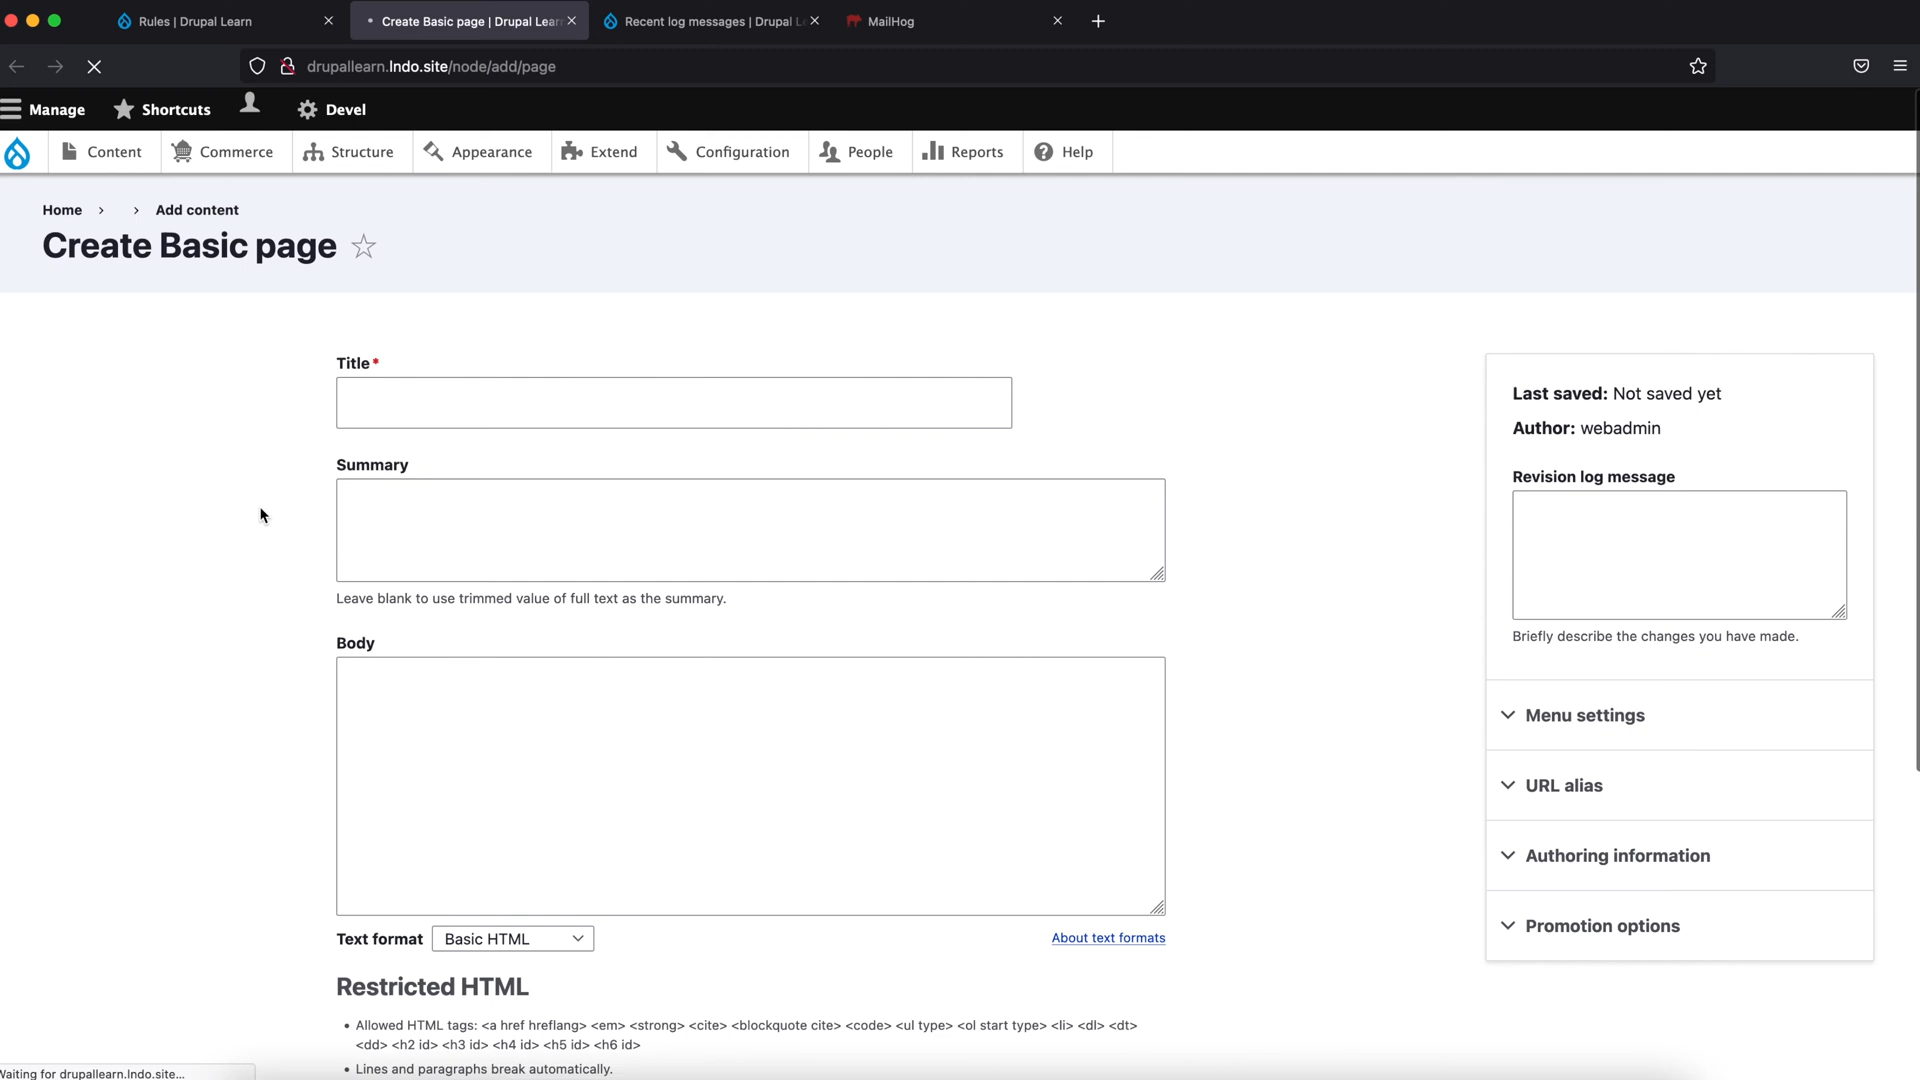 Rules | Drupal Learn
Create Basic page | Drupal Lear
Recent log messages | Drupal L
MailHog
drupallearn.lndo.site/node/add/page
Manage
Shortcuts
Devel
Content
Commerce
Structure
Appearance
Extend
Configuration
People
Reports
Help
Home
Add content
Create Basic page
Title*
Summary
Leave blank to use trimmed value of full text as the summary.
Body
Text format
Basic HTML
About text formats
Restricted HTML
• Allowed HTML tags: <a href hreflang> <em> <strong> <cite> <blockquote cite> <code> <ul type> <ol start type> <li> <dl> <dt>
<dd> <h2 id> <h3 id> <h4 id> <h5 id> <h6 id>
• Lines and paragraphs break automatically.
Last saved: Not saved yet
Author: webadmin
Revision log message
Briefly describe the changes you have made.
Menu settings
URL alias
Authoring information
Promotion options
Waiting for drupallearn.lndo.site...